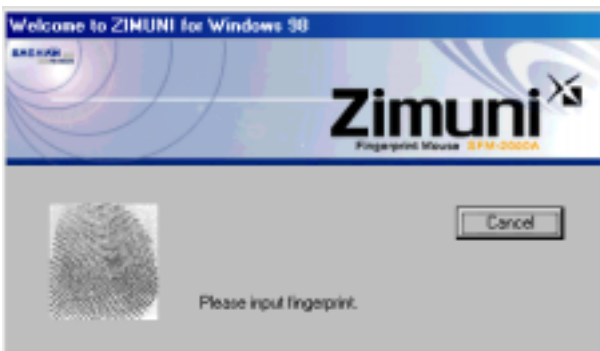 Welcome to ZIMUNI for Windows 98
Zimuni
Fingerprint Mouse SFM-2000A
Cancel
Please input fingerprint.